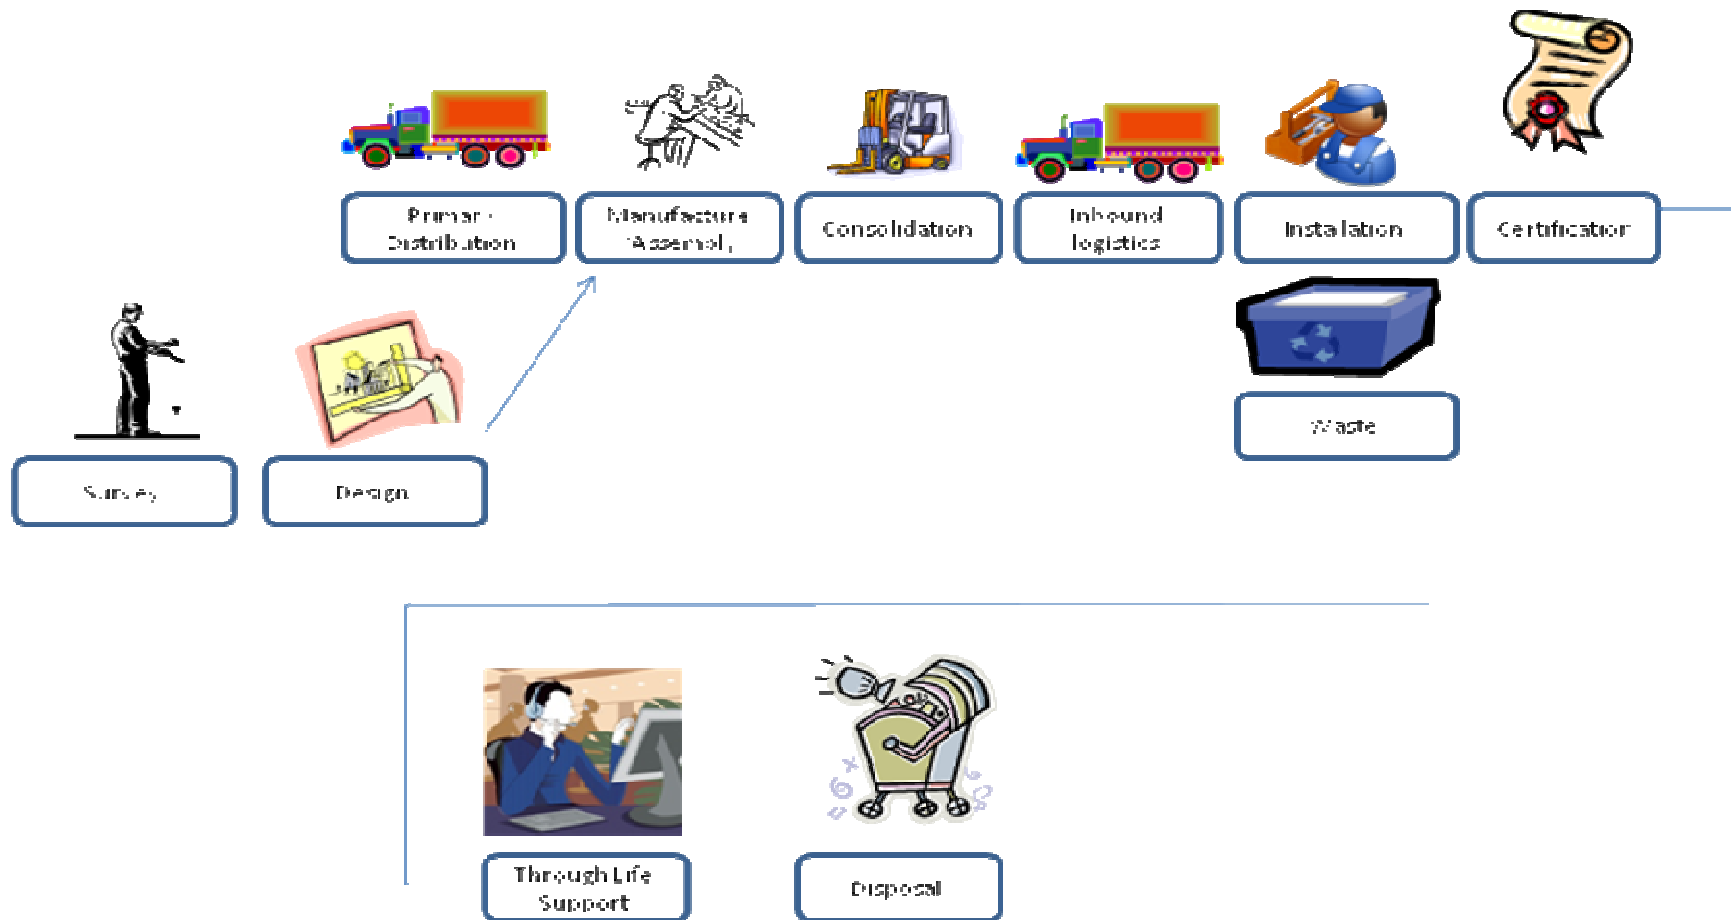 Primary
Distribution
Manufacture
Assembly
Consolidation
Inbound
logistics
Installation
Certification
Waste
Survey
Design
Through Life
Support
Disposal